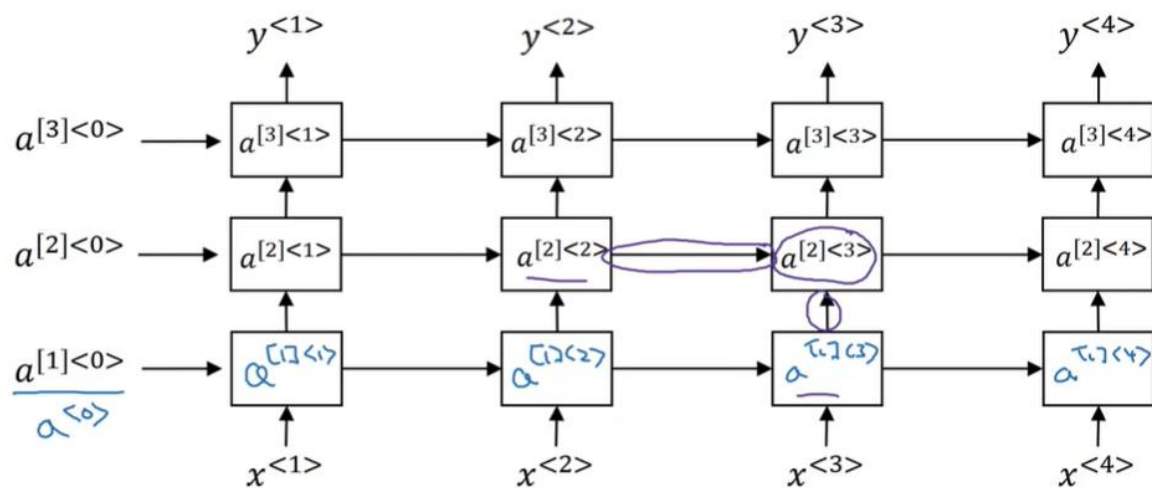 y<1> y<2> y<3> y<4>
a[3]<0> a[3]<1> a[3]<2> a[3]<3> a[3]<4>
a[2]<0> a[2]<1> a[2]<2> a[2]<3> a[2]<4>
a[1]<0> a[1]<1> a[1]<2> a[1]<3> a[1]<4>
a<0>
x<1> x<2> x<3> x<4>